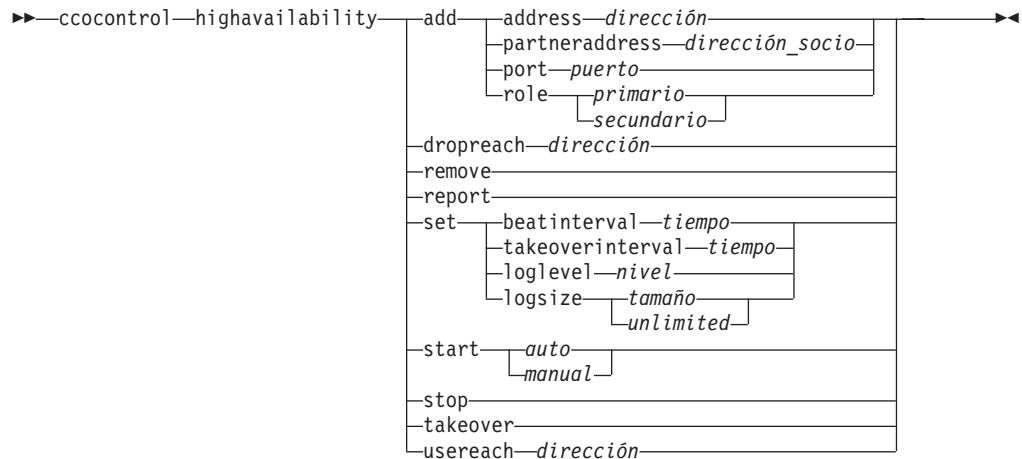 ccocontrol highavailability add address dirección
partneraddress dirección_socio
port puerto
role primario
secundario
dropreach dirección
remove
report
set beatinterval tiempo
takeoverinterval tiempo
loglevel nivel
logsize tamaño
unlimited
start auto
manual
stop
takeover
usereach dirección